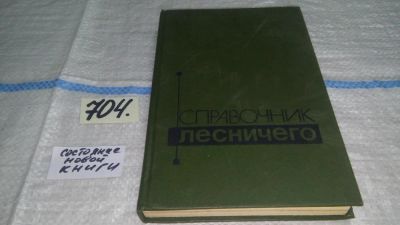 704.
состояние
новой
книги
СПРАВОЧНИК
лесничего